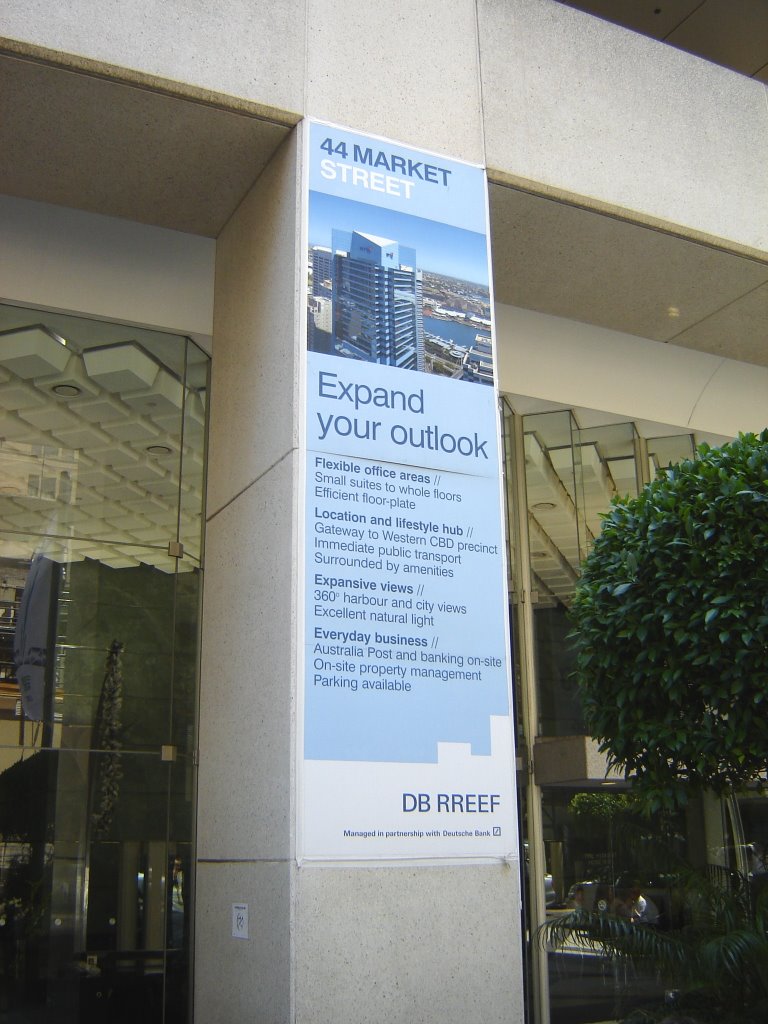 44 MARKET
STREET
Expand
your outlook
Flexible office areas //
Small suites to whole floors
Efficient floor-plate
Location and lifestyle hub //
Gateway to Western CBD precinct
Immediate public transport
Surrounded by amenities
Expansive views //
360° harbour and city views
Excellent natural light
Everyday business //
Australia Post and banking on-site
On-site property management
Parking available
DB RREEF
Managed in partnership with Deutsche Bank